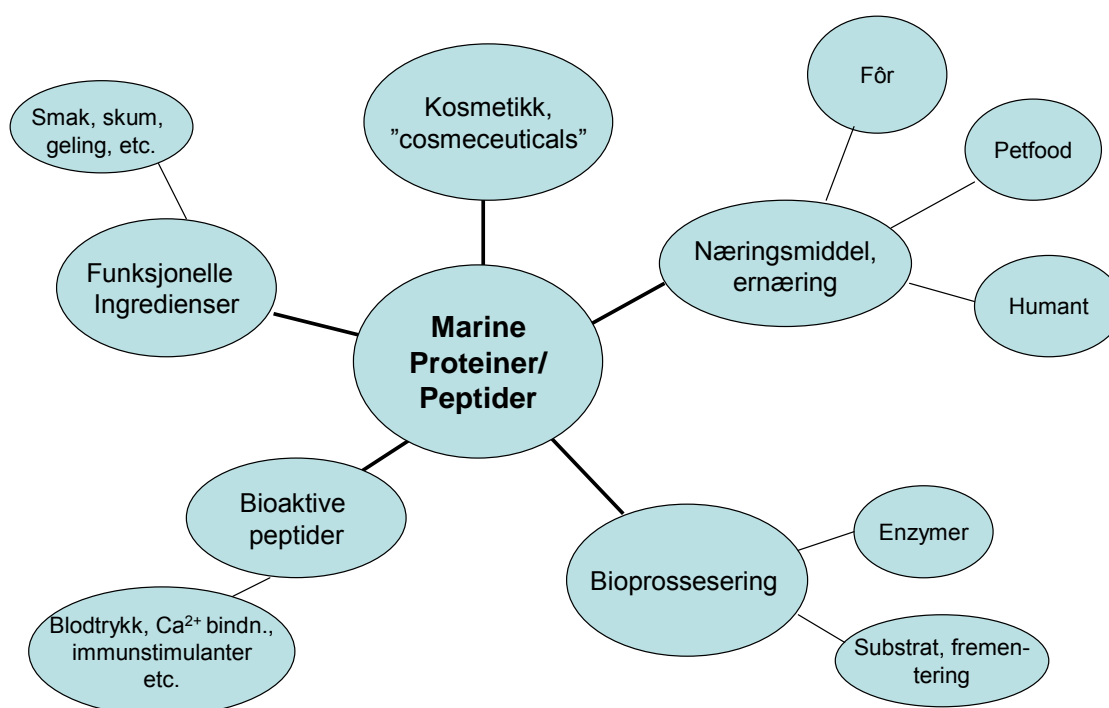 Fôr
Kosmetikk,
”cosmeceuticals”
Smak, skum,
geling, etc.
Petfood
Næringsmiddel,
ernæring
Funksjonelle
Ingredienser
Humant
Marine
Proteiner/
Peptider
Bioaktive
peptider
Enzymer
Bioprossesering
Blodtrykk, Ca²⁺ bindn.,
immunstimulanter
etc.
Substrat, fremen-
tering